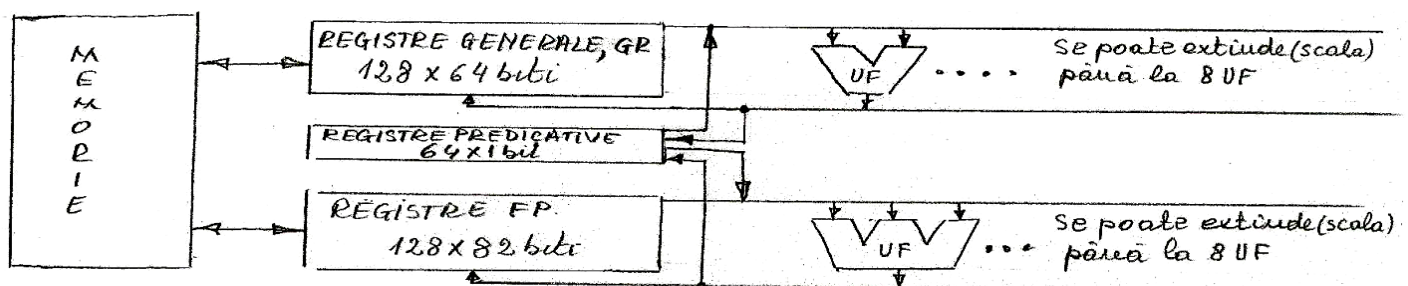 MEMORIE
REGISTRE GENERALE, GR
128 x 64 biti
UF
Se poate extinde (scala)
până la 8 UF
REGISTRE PREDICATIVE
64 x 1 bit
REGISTRE FP.
128 x 82 biti
UF
Se poate extinde (scala)
până la 8 UF